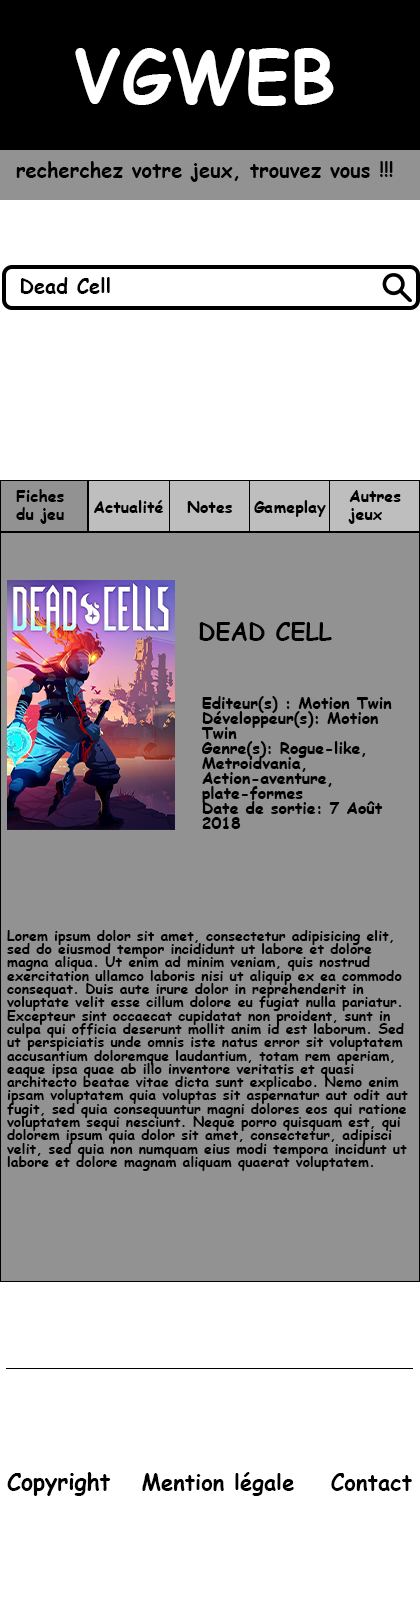 VGWEB
recherchez votre jeux, trouvez vous !!!
Dead Cell
Fiches
du jeu
Actualité
Notes
Gameplay
Autres
jeux
DEAD CELLS
DEAD CELL
Editeur(s) : Motion Twin
Développeur(s): Motion
Twin
Genre(s): Rogue-like,
Metroidvania,
Action-aventure,
plate-formes
Date de sortie: 7 Août
2018
Lorem ipsum dolor sit amet, consectetur adipisicing elit,
sed do eiusmod tempor incididunt ut labore et dolore
magna aliqua. Ut enim ad minim veniam, quis nostrud
exercitation ullamco laboris nisi ut aliquip ex ea commodo
consequat. Duis aute irure dolor in reprehenderit in
voluptate velit esse cillum dolore eu fugiat nulla pariatur.
Excepteur sint occaecat cupidatat non proident, sunt in
culpa qui officia deserunt mollit anim id est laborum. Sed
ut perspiciatis unde omnis iste natus error sit voluptatem
accusantium doloremque laudantium, totam rem aperiam,
eaque ipsa quae ab illo inventore veritatis et quasi
architecto beatae vitae dicta sunt explicabo. Nemo enim
ipsam voluptatem quia voluptas sit aspernatur aut odit aut
fugit, sed quia consequuntur magni dolores eos qui ratione
voluptatem sequi nesciunt. Neque porro quisquam est, qui
dolorem ipsum quia dolor sit amet, consectetur, adipisci
velit, sed quia non numquam eius modi tempora incidunt ut
labore et dolore magnam aliquam quaerat voluptatem.
Copyright
Mention légale
Contact